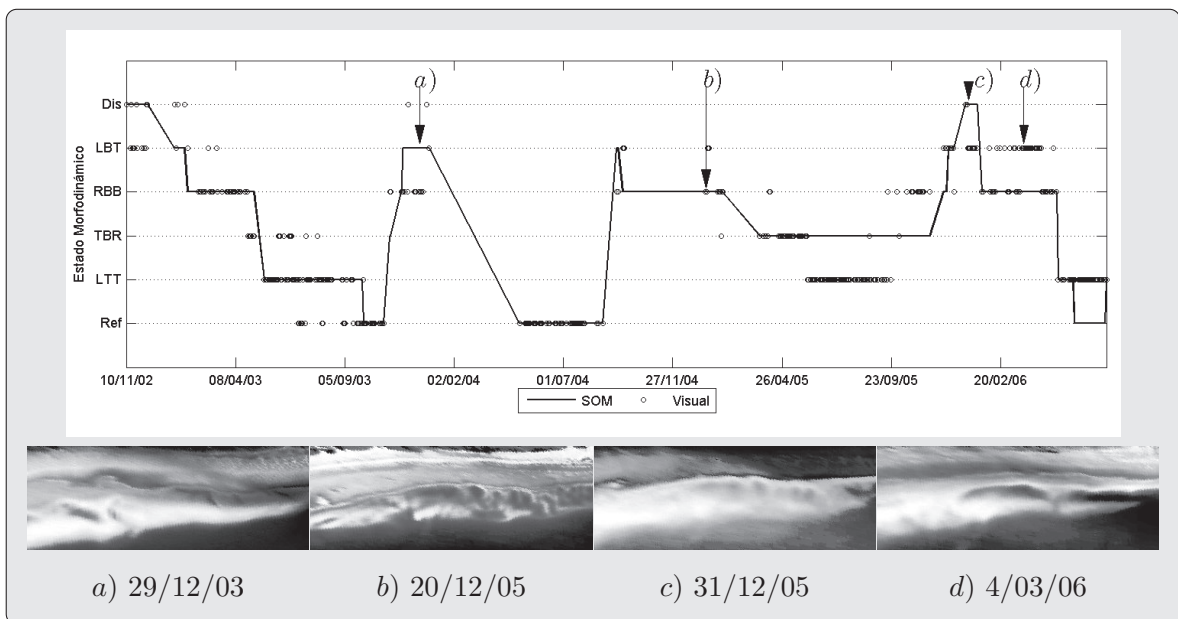 a)
b)
c)
d)
Estado Morfodinámico
Dis
LBT
RBB
TBR
LTT
Ref
10/11/02
08/04/03
05/09/03
02/02/04
01/07/04
27/11/04
26/04/05
23/09/05
20/02/06
SOM
Visual
a) 29/12/03
b) 20/12/05
c) 31/12/05
d) 4/03/06